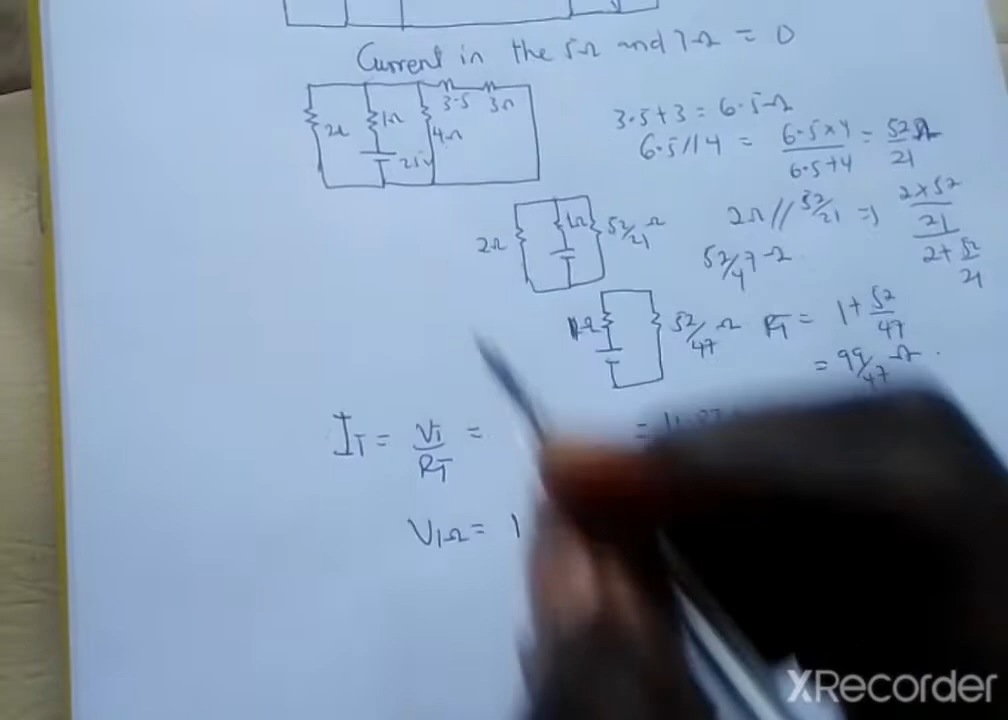 Current in the 5Ω and 7Ω = 0
2Ω 1Ω 25V 4Ω 3.5 3Ω
3.5+3 = 6.5Ω
6.5//4 = 6.5×4/6.5+4 = 52/21 Ω
2Ω 1Ω 52/21 Ω
2Ω // 52/21 => 2×52/21 / 2+52/21
52/47 Ω
1Ω 52/47 Ω
RT = 1 + 52/47
= 99/47 Ω.
IT = VT/RT =
V1Ω = 1
XRecorder